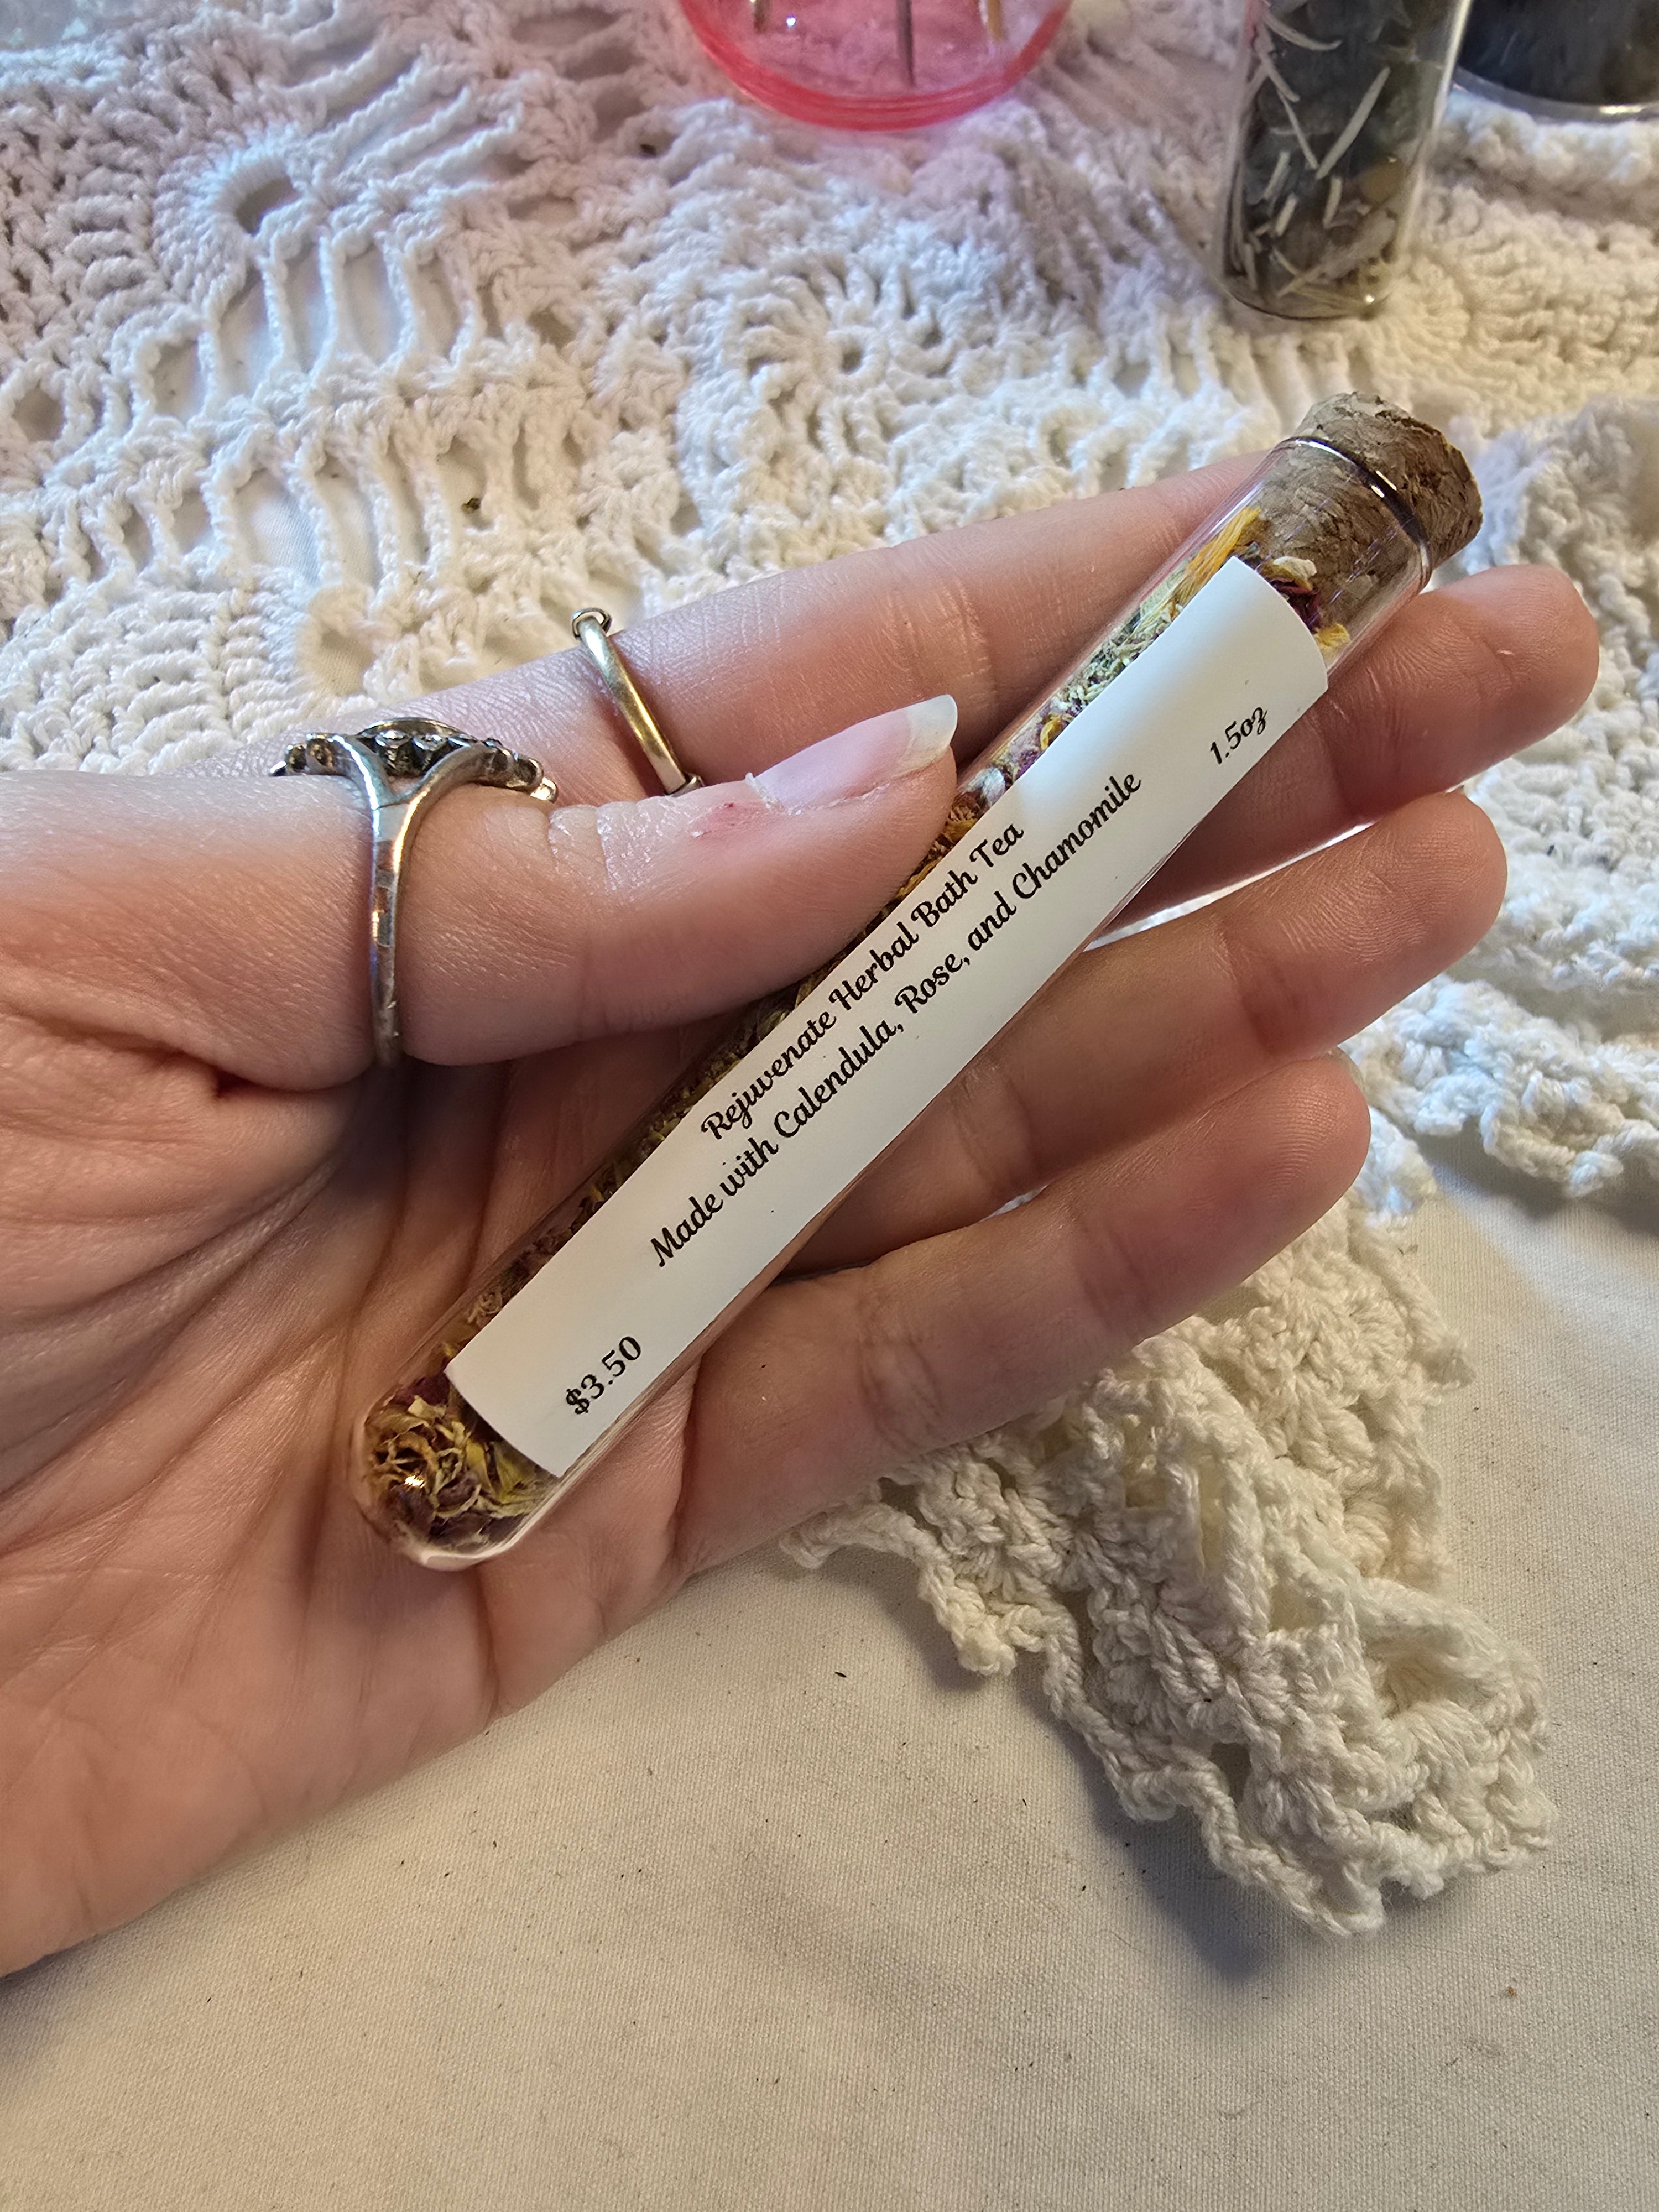 Rejuvenate Herbal Bath Tea
Made with Calendula, Rose, and Chamomile
$3.50
1.5oz